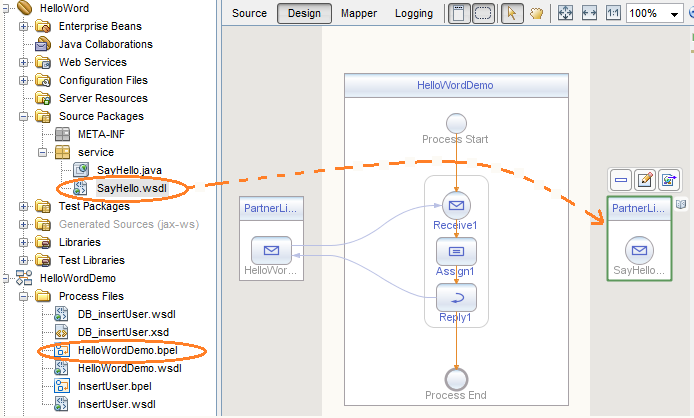 HelloWord
Enterprise Beans
Java Collaborations
Web Services
Configuration Files
Server Resources
Source Packages
META-INF
service
SayHello.java
SayHello.wsdl
Test Packages
Generated Sources (jax-ws)
Libraries
Test Libraries
HelloWordDemo
Process Files
DB_insertUser.wsdl
DB_insertUser.xsd
HelloWordDemo.bpel
HelloWordDemo.wsdl
InsertUser.bpel
InsertUser.wsdl
Source Design Mapper Logging 1:1 100%
HelloWordDemo
Process Start
PartnerLi...
HelloWor...
Receive1
Assign1
Reply1
Process End
PartnerLi...
SayHello...